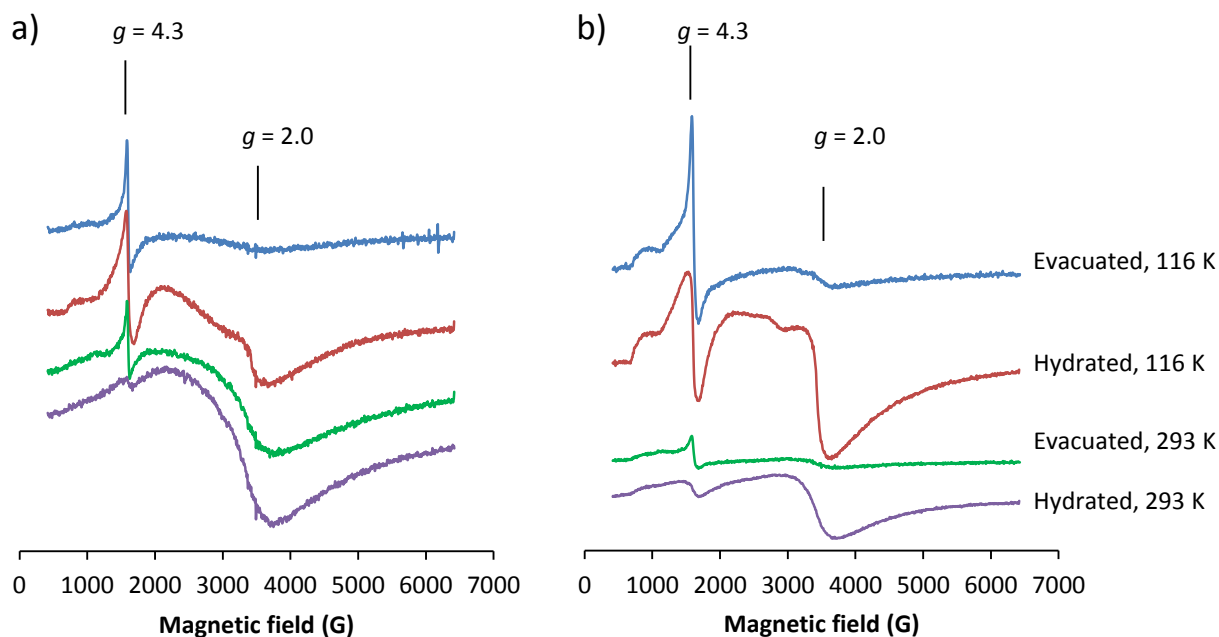 a)
g = 4.3
g = 2.0
0 1000 2000 3000 4000 5000 6000 7000
Magnetic field (G)
b)
g = 4.3
g = 2.0
Evacuated, 116 K
Hydrated, 116 K
Evacuated, 293 K
Hydrated, 293 K
0 1000 2000 3000 4000 5000 6000 7000
Magnetic field (G)